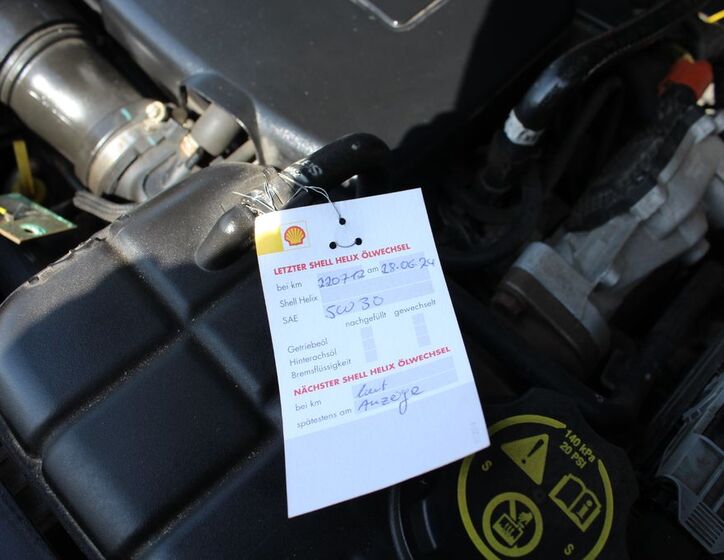 LETZTER SHELL HELIX ÖLWECHSEL
bei km 220712 am 28.06.24
Shell Helix
SAE 5W30
nachgefüllt gewechselt
Getriebeöl
Hinterachsöl
Bremsflüssigkeit
NÄCHSTER SHELL HELIX ÖLWECHSEL
bei km laut
spätestens am Anzeige
140 kPa
20 PSI
S
S